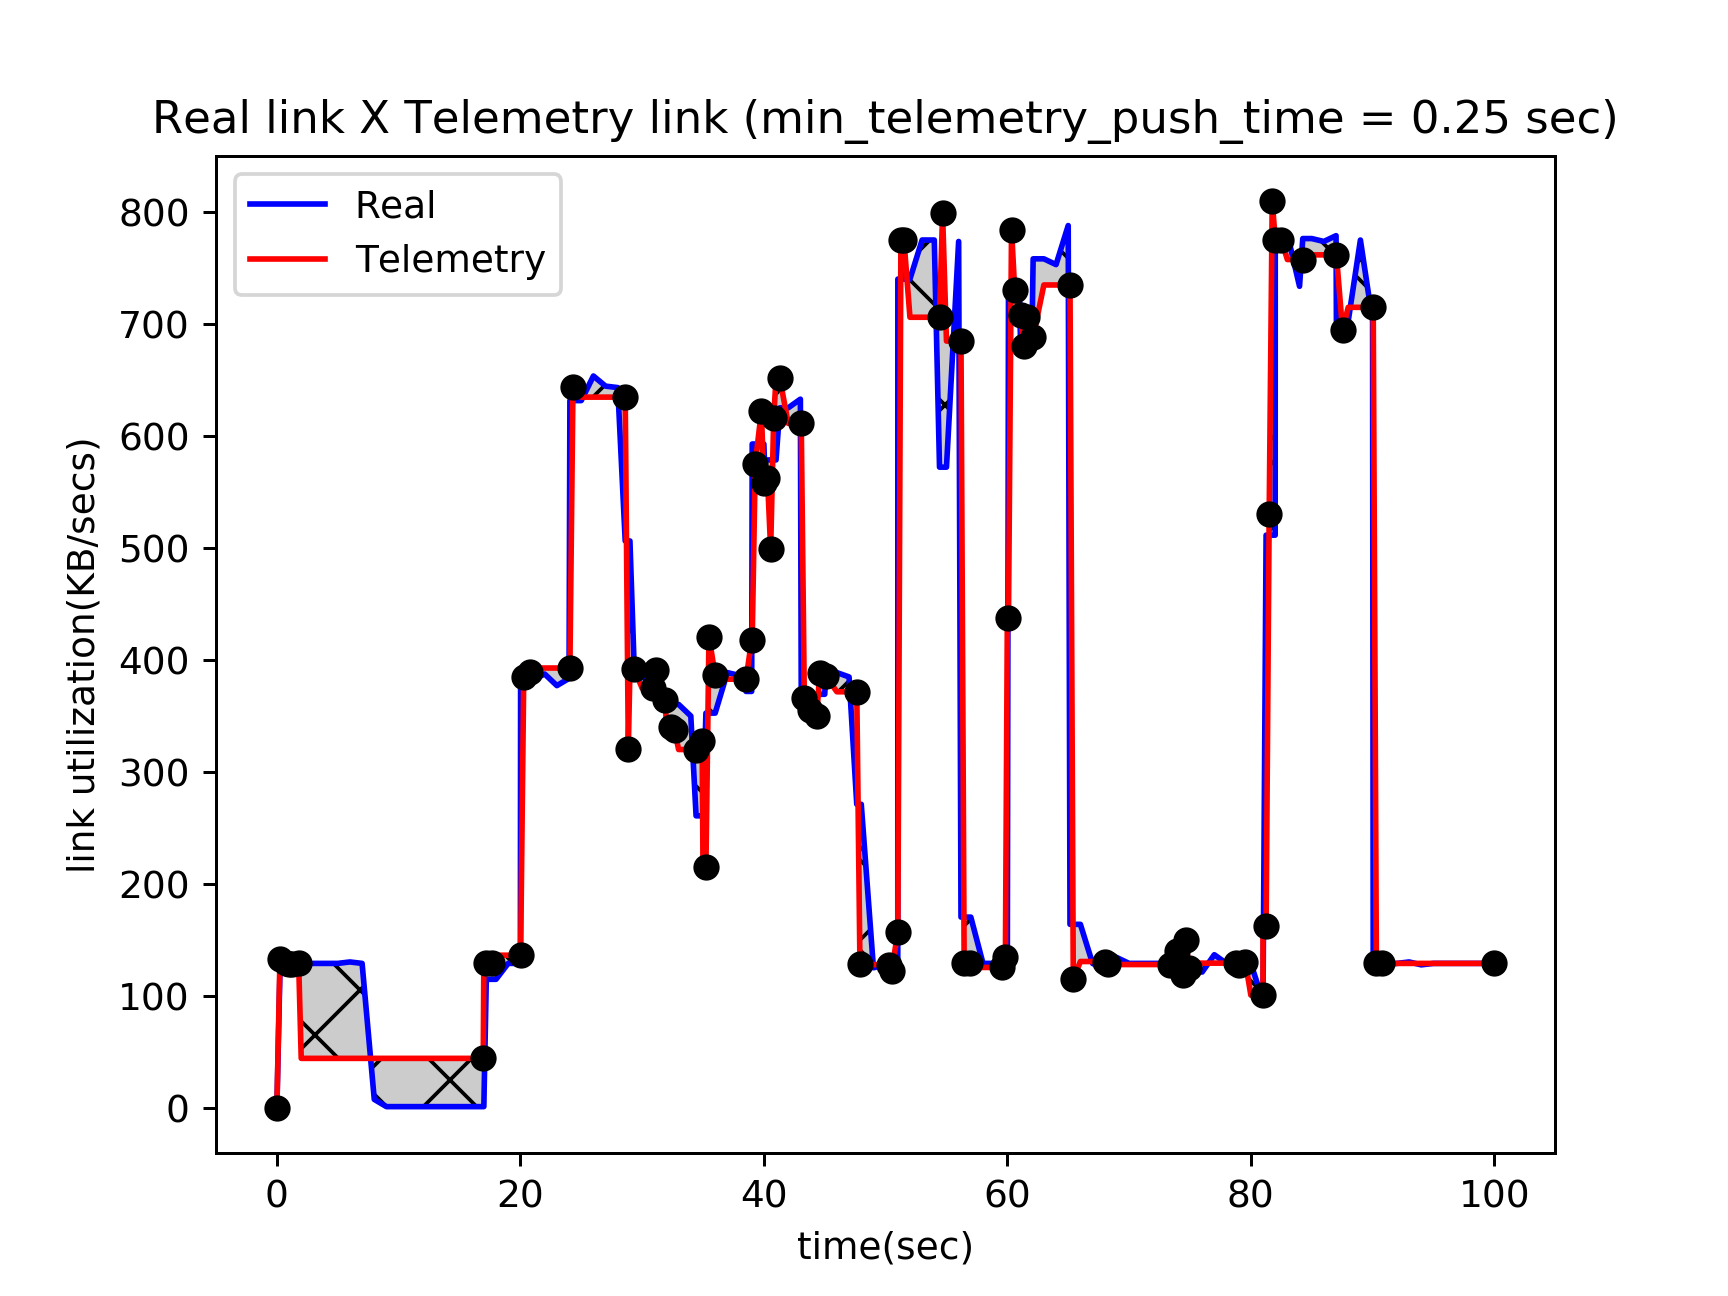 Real link X Telemetry link (min_telemetry_push_time = 0.25 sec)
Real
Telemetry
800
700
600
500
400
300
200
100
0
link utilization(KB/secs)
0 20 40 60 80 100
time(sec)